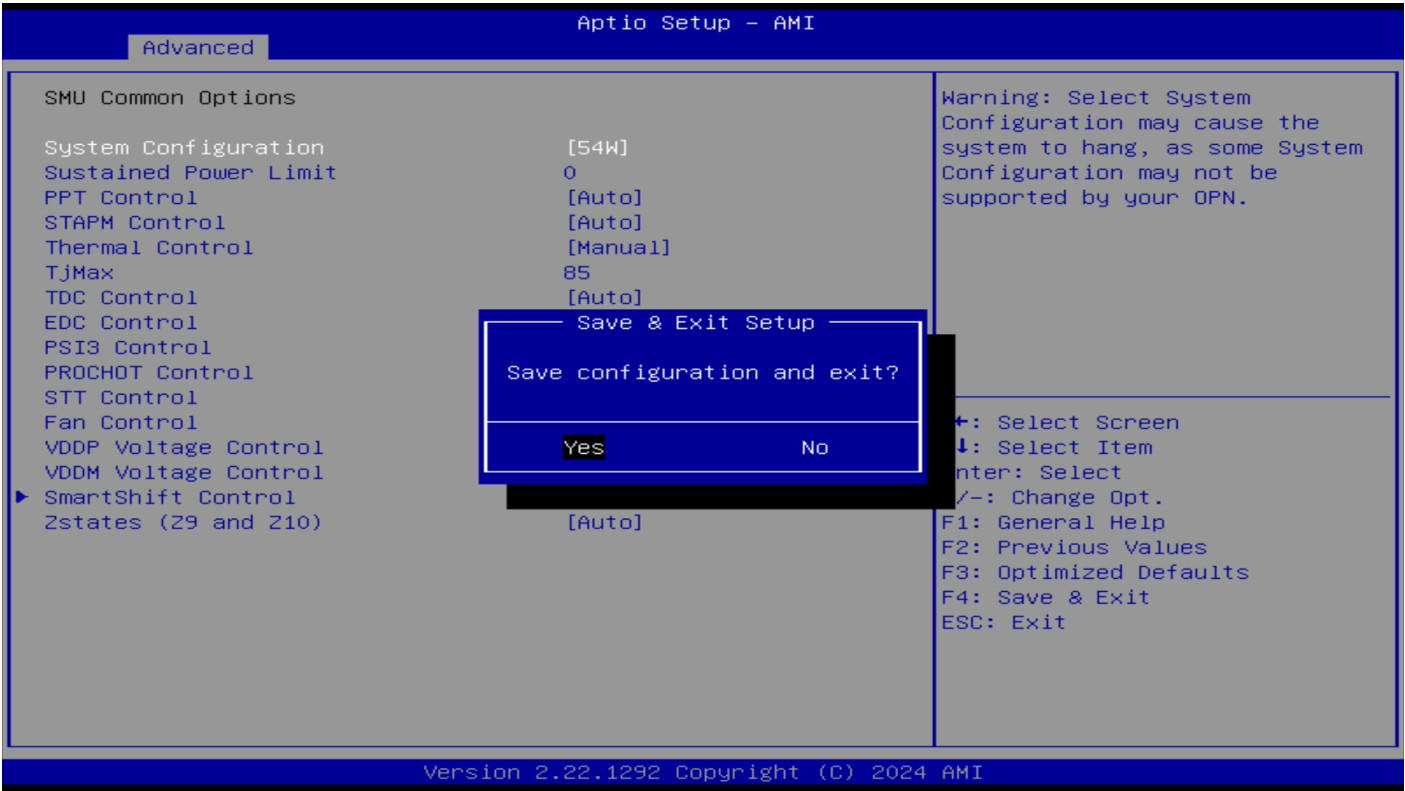 Aptio Setup – AMI
Advanced
SMU Common Options
System Configuration [54W]
Sustained Power Limit 0
PPT Control [Auto]
STAPM Control [Auto]
Thermal Control [Manual]
TjMax 85
TDC Control [Auto]
EDC Control
PSI3 Control
PROCHOT Control
STT Control
Fan Control
VDDP Voltage Control
VDDM Voltage Control
SmartShift Control
Zstates (Z9 and Z10) [Auto]
Save & Exit Setup
Save configuration and exit?
Yes No
Warning: Select System
Configuration may cause the
system to hang, as some System
Configuration may not be
supported by your OPN.
←: Select Screen
↓: Select Item
nter: Select
/-: Change Opt.
F1: General Help
F2: Previous Values
F3: Optimized Defaults
F4: Save & Exit
ESC: Exit
Version 2.22.1292 Copyright (C) 2024 AMI